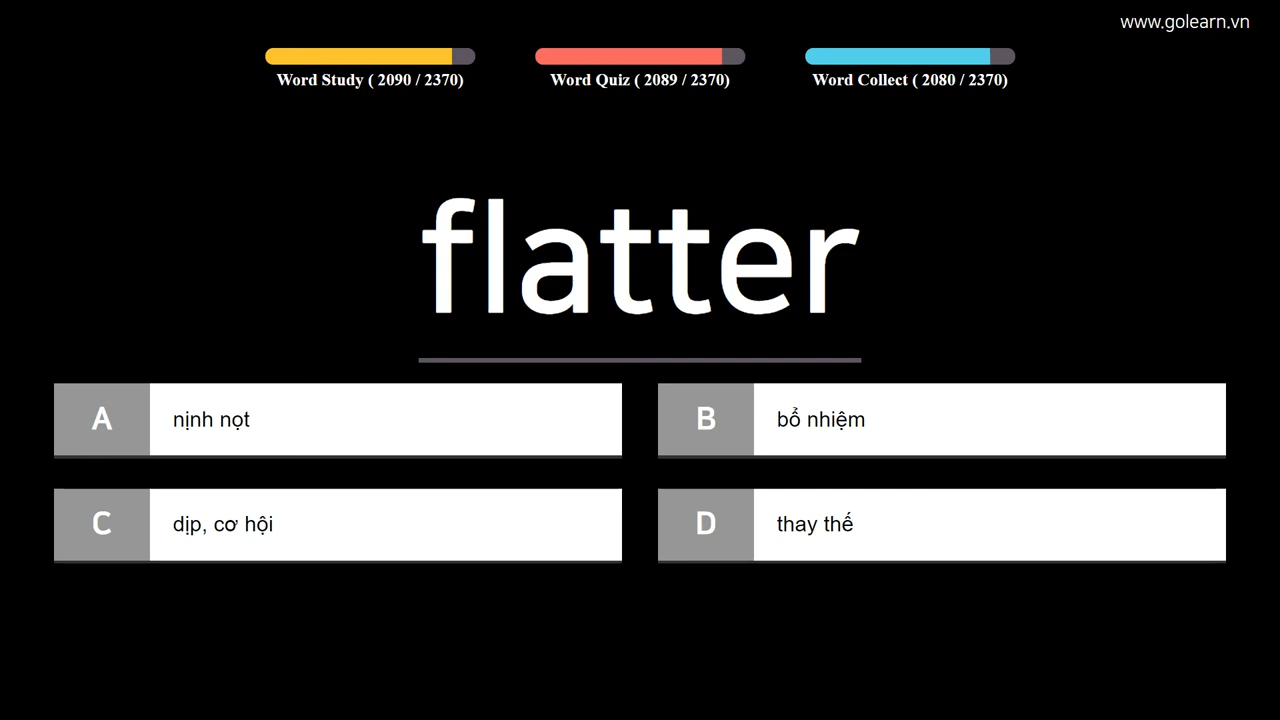 www.golearn.vn
Word Study ( 2090 / 2370)
Word Quiz ( 2089 / 2370)
Word Collect ( 2080 / 2370)
flatter
A nịnh nọt
B bổ nhiệm
C dịp, cơ hội
D thay thế